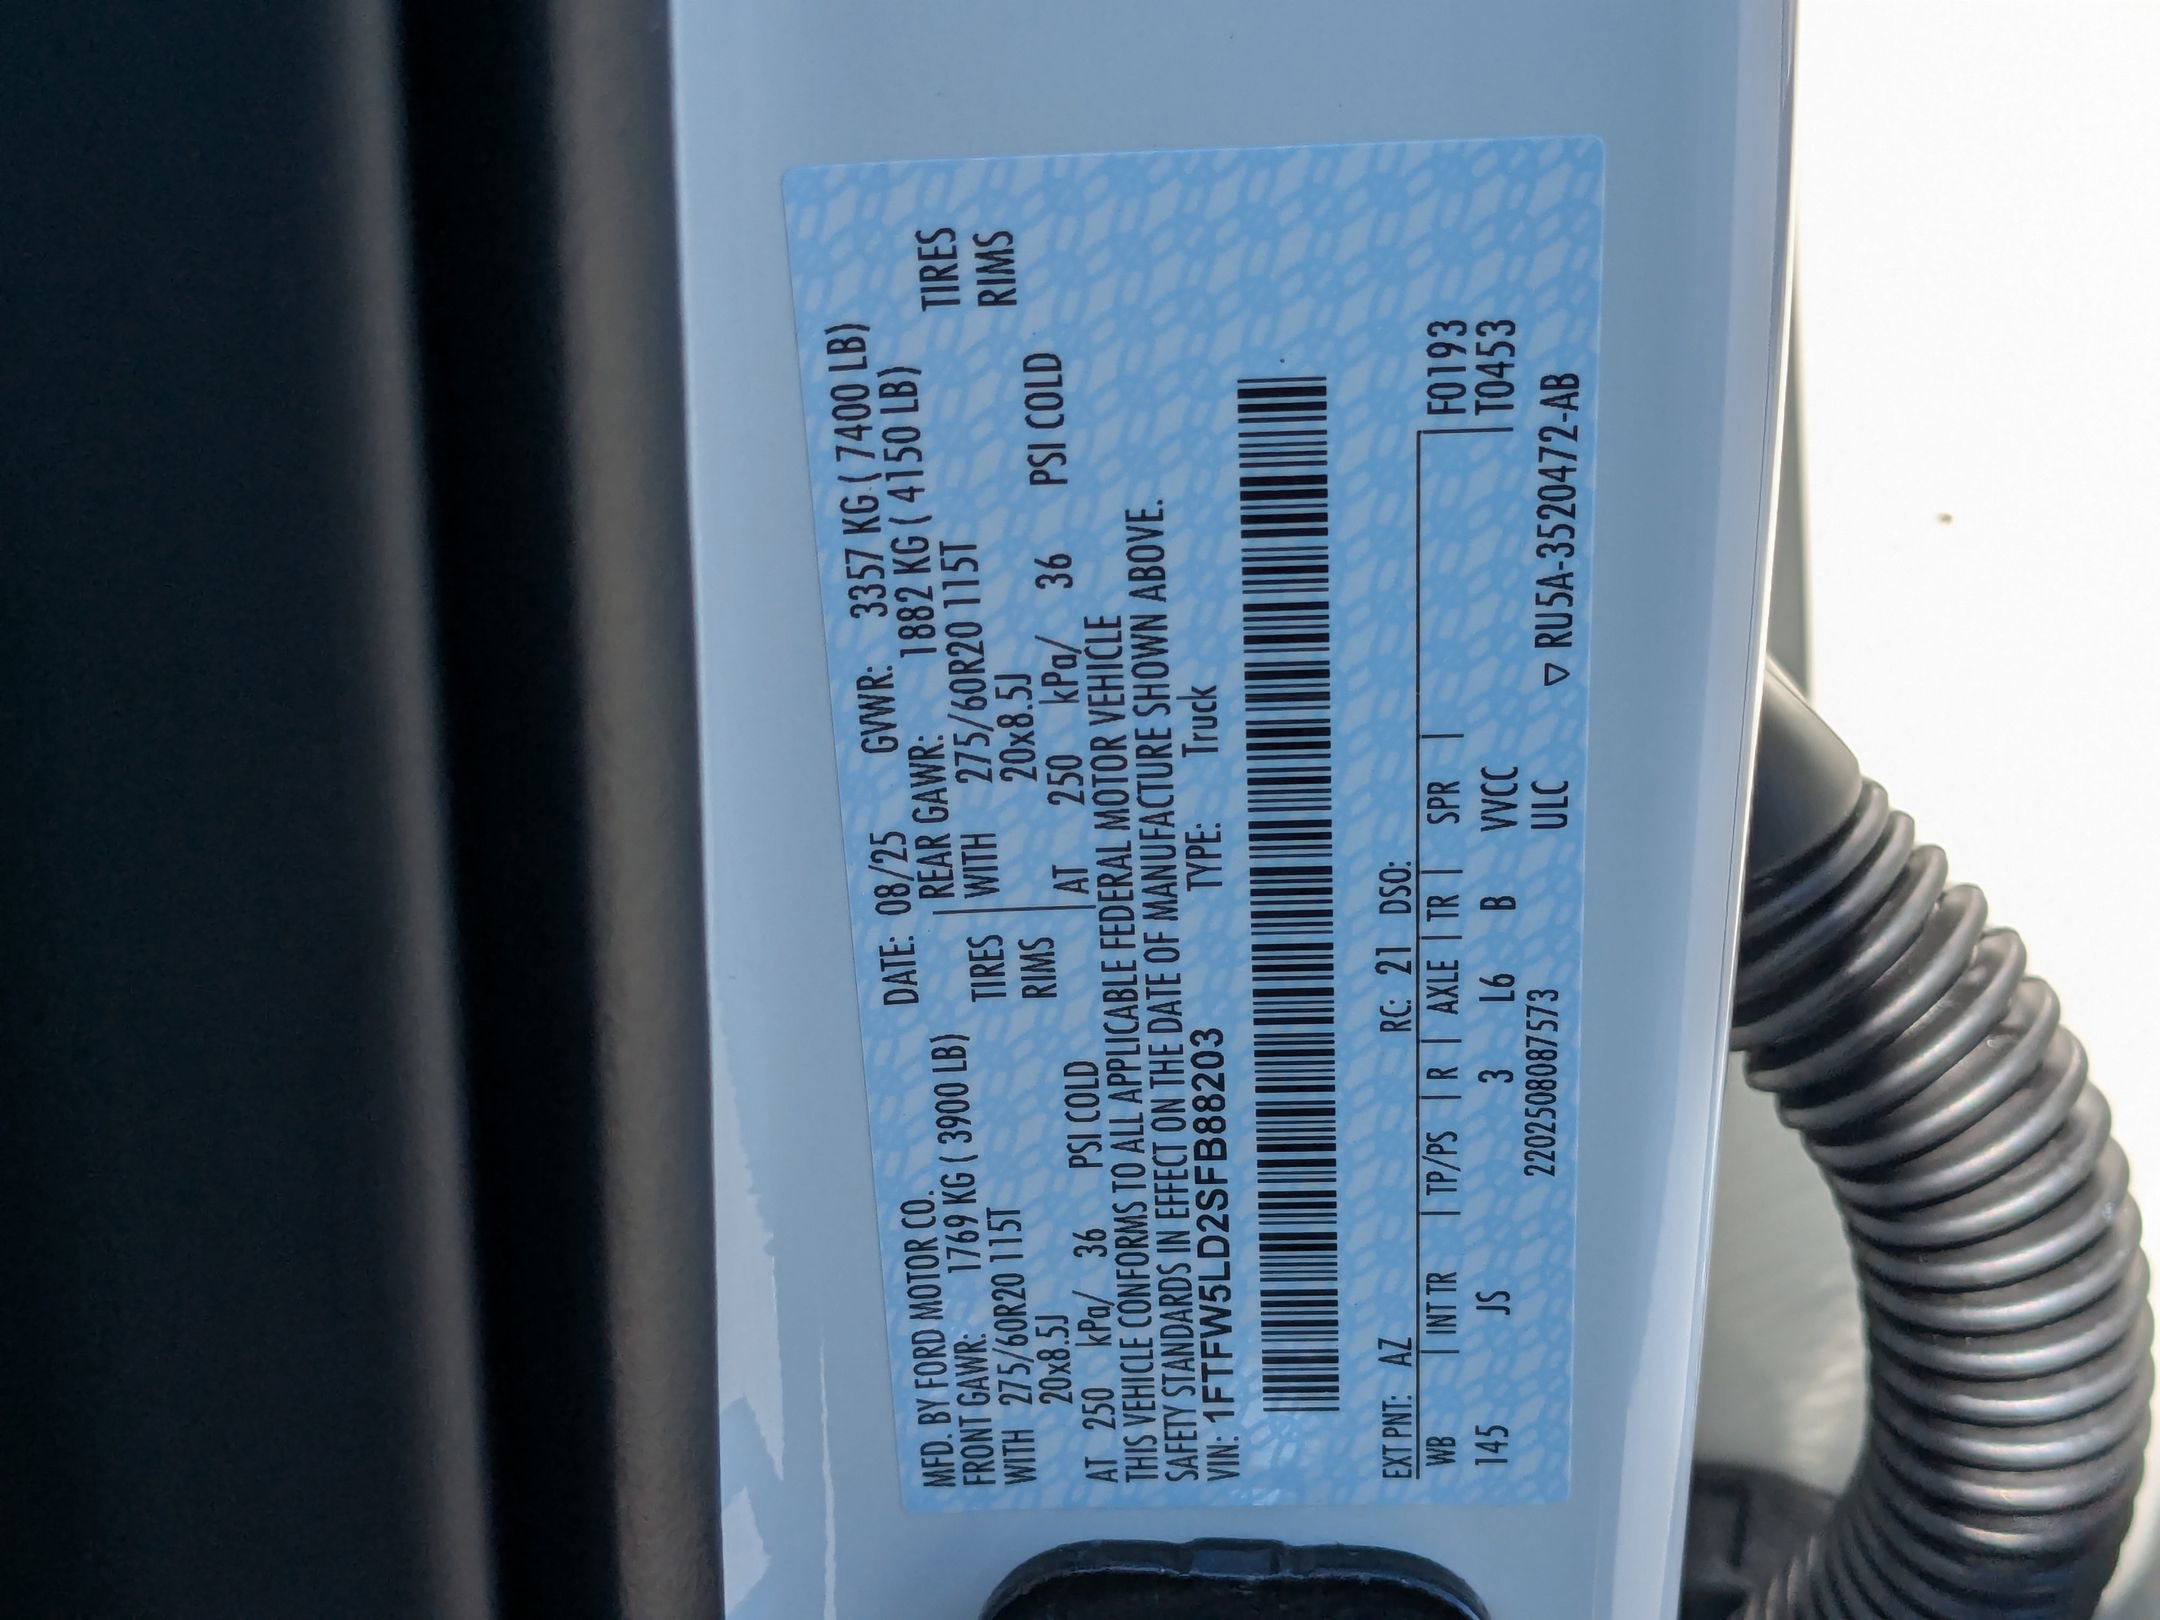 MFD. BY FORD MOTOR CO. DATE: 08/25 GVWR: 3357 KG ( 7400 LB)
FRONT GAWR: 1769 KG ( 3900 LB) REAR GAWR: 1882 KG ( 4150 LB)
WITH 275/60R20 115T TIRES WITH 275/60R20 115T TIRES
20x8.5J RIMS 20x8.5J RIMS
AT 250 kPa/ 36 PSI COLD AT 250 kPa/ 36 PSI COLD
THIS VEHICLE CONFORMS TO ALL APPLICABLE FEDERAL MOTOR VEHICLE
SAFETY STANDARDS IN EFFECT ON THE DATE OF MANUFACTURE SHOWN ABOVE.
VIN: 1FTFW5LD2SFB88203 TYPE: Truck
EXT PNT: AZ RC: 21 DSO:
WB | INT TR | TP/PS | R | AXLE | TR | SPR | F0193
145 JS 3 L6 B VVCC T0453
2202508087573 ULC ▽ RU5A-3520472-AB